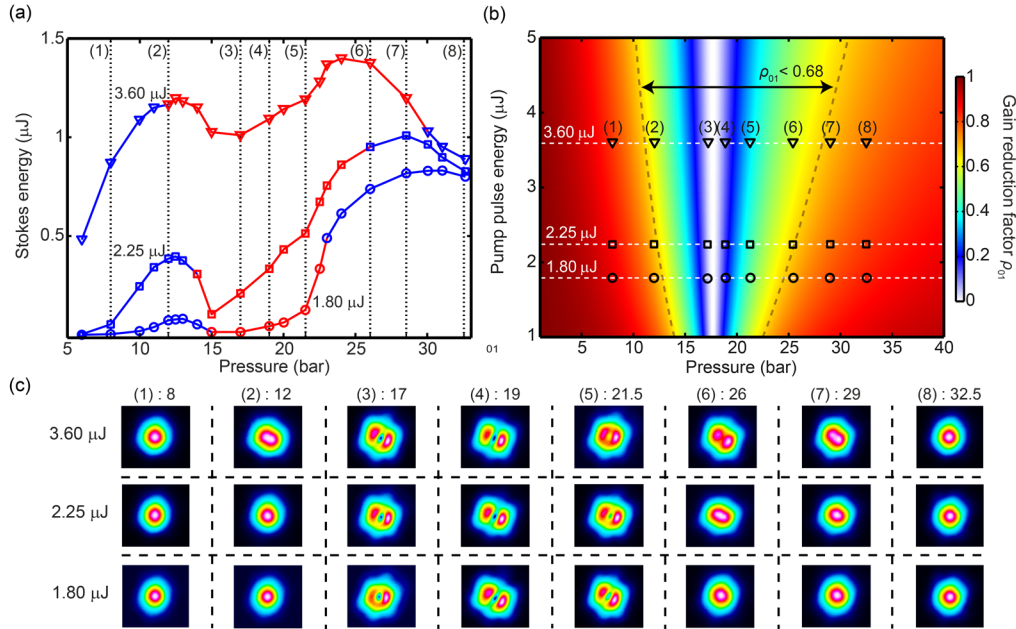 (a)
1.5
1
0.5
0
Stokes energy (μJ)
(1)
(2)
(3)
(4)
(5)
(6)
(7)
(8)
3.60 μJ
2.25 μJ
1.80 μJ
5
10
15
20
25
30
Pressure (bar)
01
(b)
5
4
3
2
1
Pump pulse energy (μJ)
ρ01 < 0.68
3.60 μJ
(1)
(2)
(3)
(4)
(5)
(6)
(7)
(8)
2.25 μJ
1.80 μJ
1
5
10
15
20
25
30
35
40
Pressure (bar)
1
0.8
0.6
0.4
0.2
0
Gain reduction factor ρ01
(c)
(1) : 8
(2) : 12
(3) : 17
(4) : 19
(5) : 21.5
(6) : 26
(7) : 29
(8) : 32.5
3.60 μJ
2.25 μJ
1.80 μJ